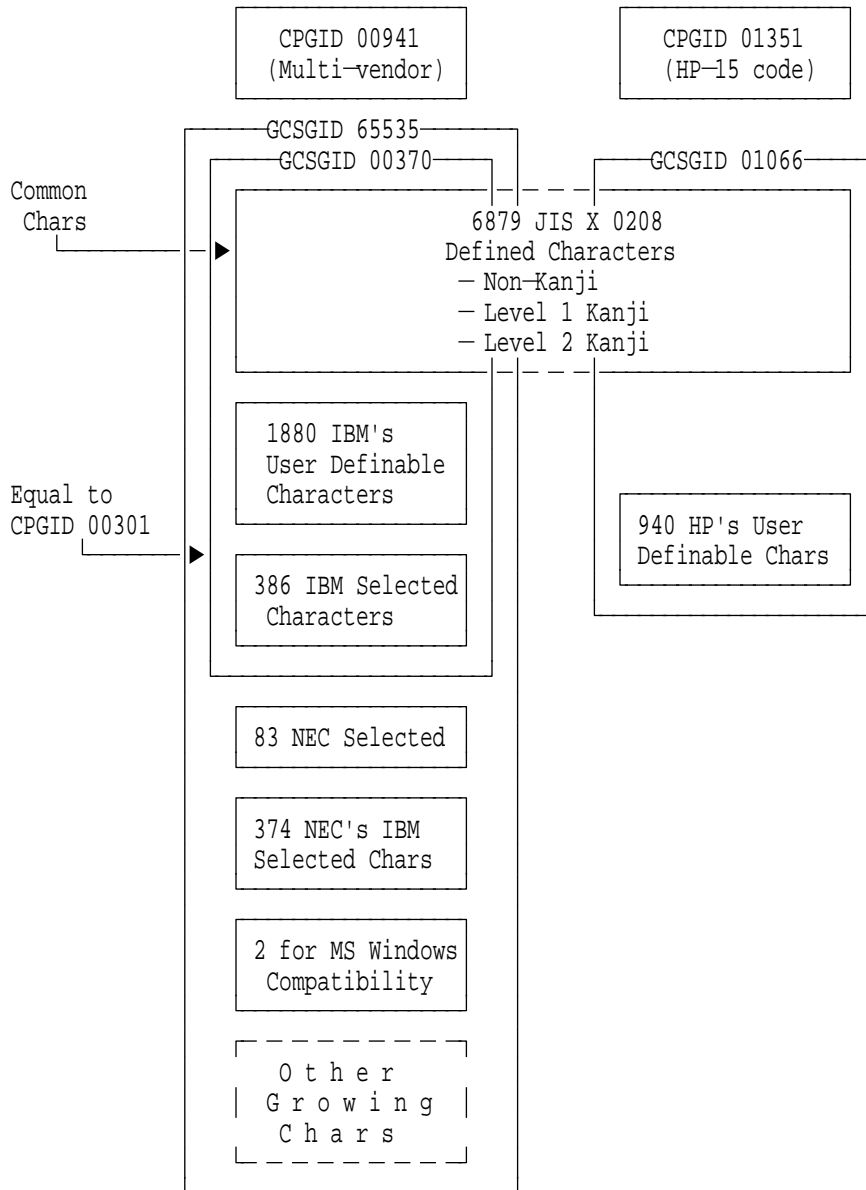 CPGID 00941
(Multi—vendor)
CPGID 01351
(HP—15 code)
GCSGID 65535
GCSGID 00370
GCSGID 01066
Common
Chars
6879 JIS X 0208
Defined Characters
— Non—Kanji
— Level 1 Kanji
— Level 2 Kanji
1880 IBM's
User Definable
Characters
Equal to
CPGID 00301
940 HP's User
Definable Chars
386 IBM Selected
Characters
83 NEC Selected
374 NEC's IBM
Selected Chars
2 for MS Windows
Compatibility
O t h e r
G r o w i n g
C h a r s